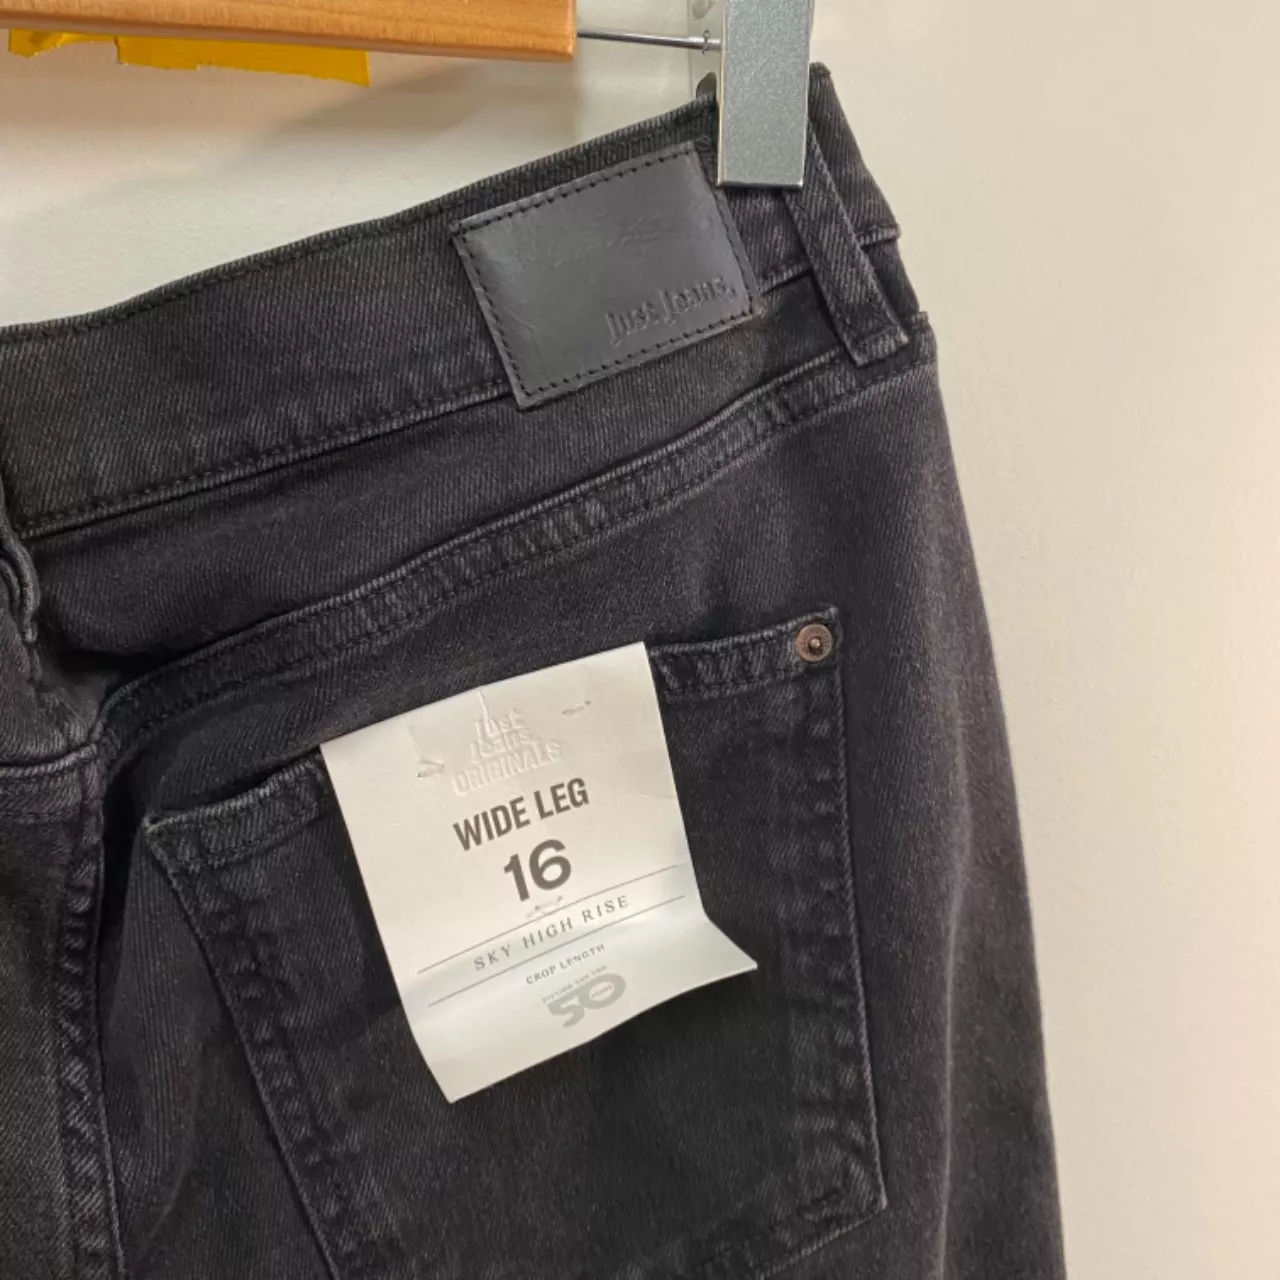 Just Jeans.
Just
Jeans
ORIGINALS
WIDE LEG
16
SKY HIGH RISE
CROP LENGTH
50